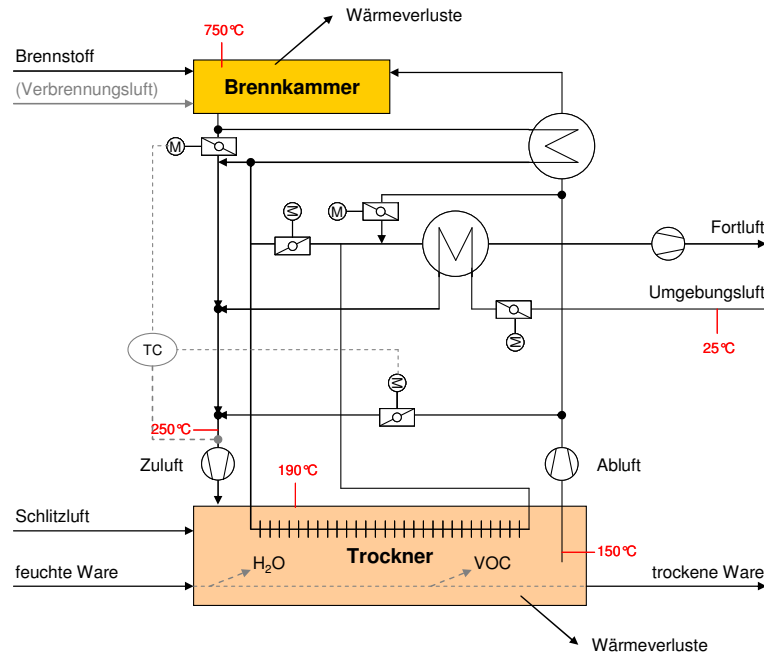 Wärmeverluste
750°C
Brennstoff
(Verbrennungsluft)
Brennkammer
M
M
M
Fortluft
Umgebungsluft
M
25°C
TC
M
250°C
Zuluft
190°C
Abluft
Schlitzluft
Trockner
150°C
feuchte Ware
H₂O
VOC
trockene Ware
Wärmeverluste